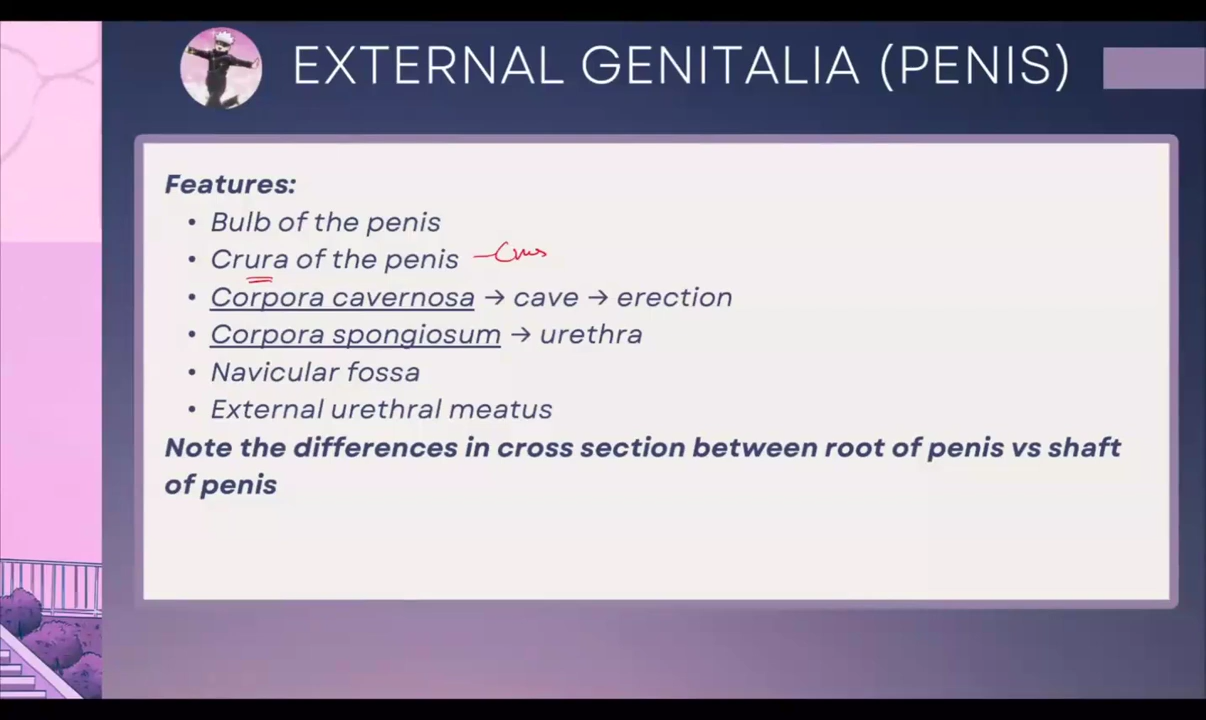 EXTERNAL GENITALIA (PENIS)
Features:
• Bulb of the penis
• Crura of the penis – Crus
• Corpora cavernosa → cave → erection
• Corpora spongiosum → urethra
• Navicular fossa
• External urethral meatus
Note the differences in cross section between root of penis vs shaft
of penis